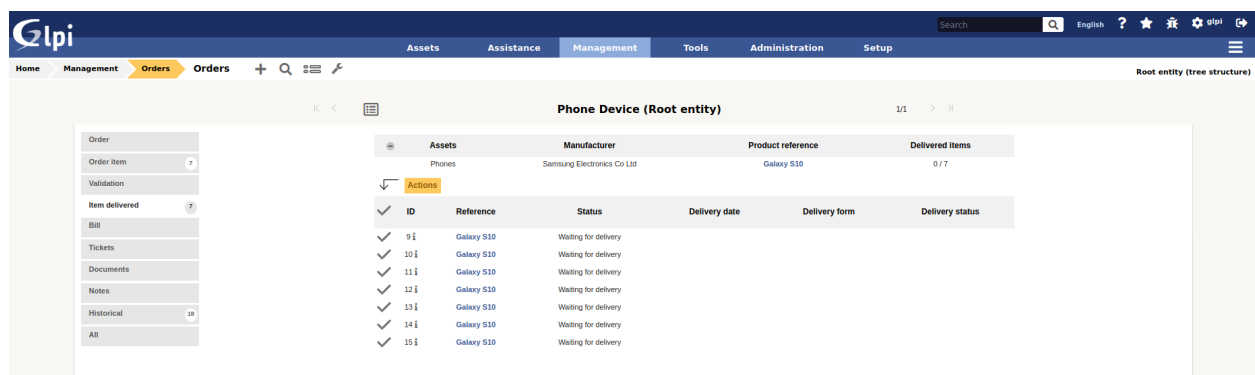 Glpi
Search English ? glpi
Assets Assistance Management Tools Administration Setup
Home Management Orders Orders Root entity (tree structure)
Phone Device (Root entity) 1/1
Order
Order item 7
Validation
Item delivered 7
Bill
Tickets
Documents
Notes
Historical 18
All
Assets Manufacturer Product reference Delivered items
Phones Samsung Electronics Co Ltd Galaxy S10 0 / 7
Actions
ID Reference Status Delivery date Delivery form Delivery status
9 Galaxy S10 Waiting for delivery
10 Galaxy S10 Waiting for delivery
11 Galaxy S10 Waiting for delivery
12 Galaxy S10 Waiting for delivery
13 Galaxy S10 Waiting for delivery
14 Galaxy S10 Waiting for delivery
15 Galaxy S10 Waiting for delivery